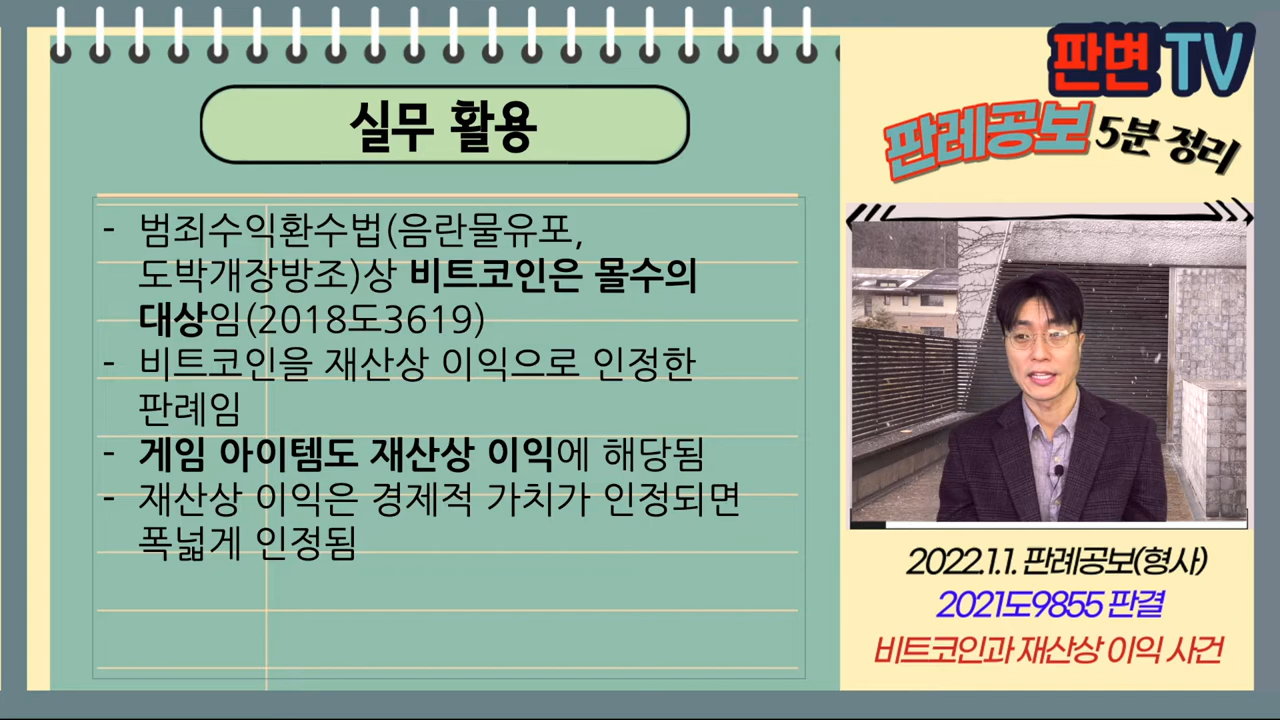 실무 활용
- 범죄수익환수법(음란물유포,
도박개장방조)상 비트코인은 몰수의
대상임(2018도3619)
- 비트코인을 재산상 이익으로 인정한
판례임
- 게임 아이템도 재산상 이익에 해당됨
- 재산상 이익은 경제적 가치가 인정되면
폭넓게 인정됨
판변 TV
판례공보 5분 정리
2022.1.1. 판례공보(형사)
2021도9855 판결
비트코인과 재산상 이익 사건